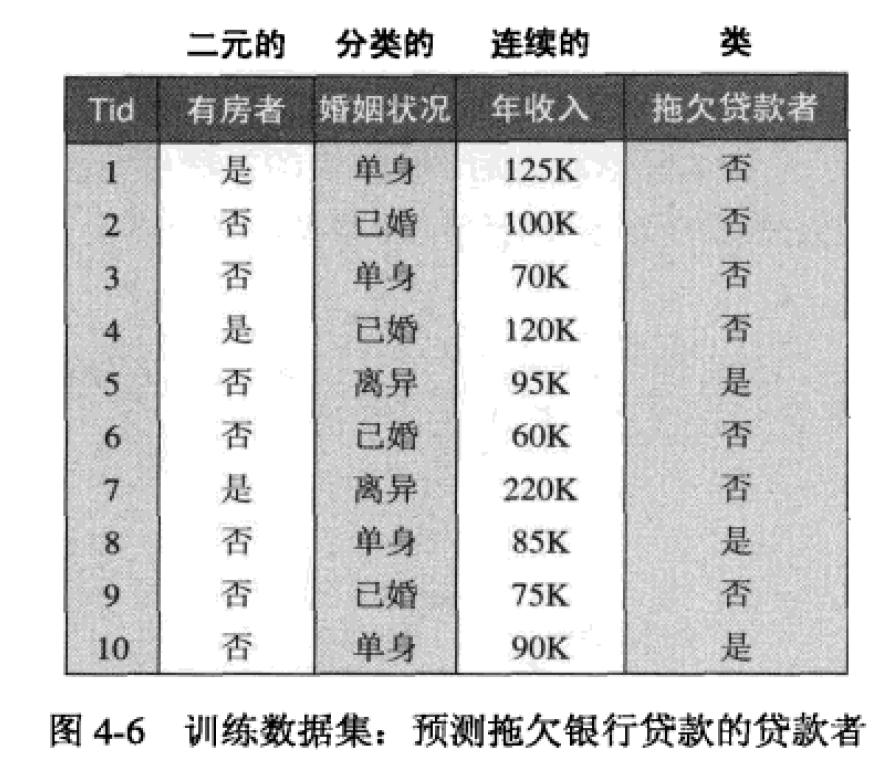 二元的 分类的 连续的 类
Tid 有房者 婚姻状况 年收入 拖欠贷款者
1 是 单身 125K 否
2 否 已婚 100K 否
3 否 单身 70K 否
4 是 已婚 120K 否
5 否 离异 95K 是
6 否 已婚 60K 否
7 是 离异 220K 否
8 否 单身 85K 是
9 否 已婚 75K 否
10 否 单身 90K 是
图 4-6 训练数据集：预测拖欠银行贷款的贷款者